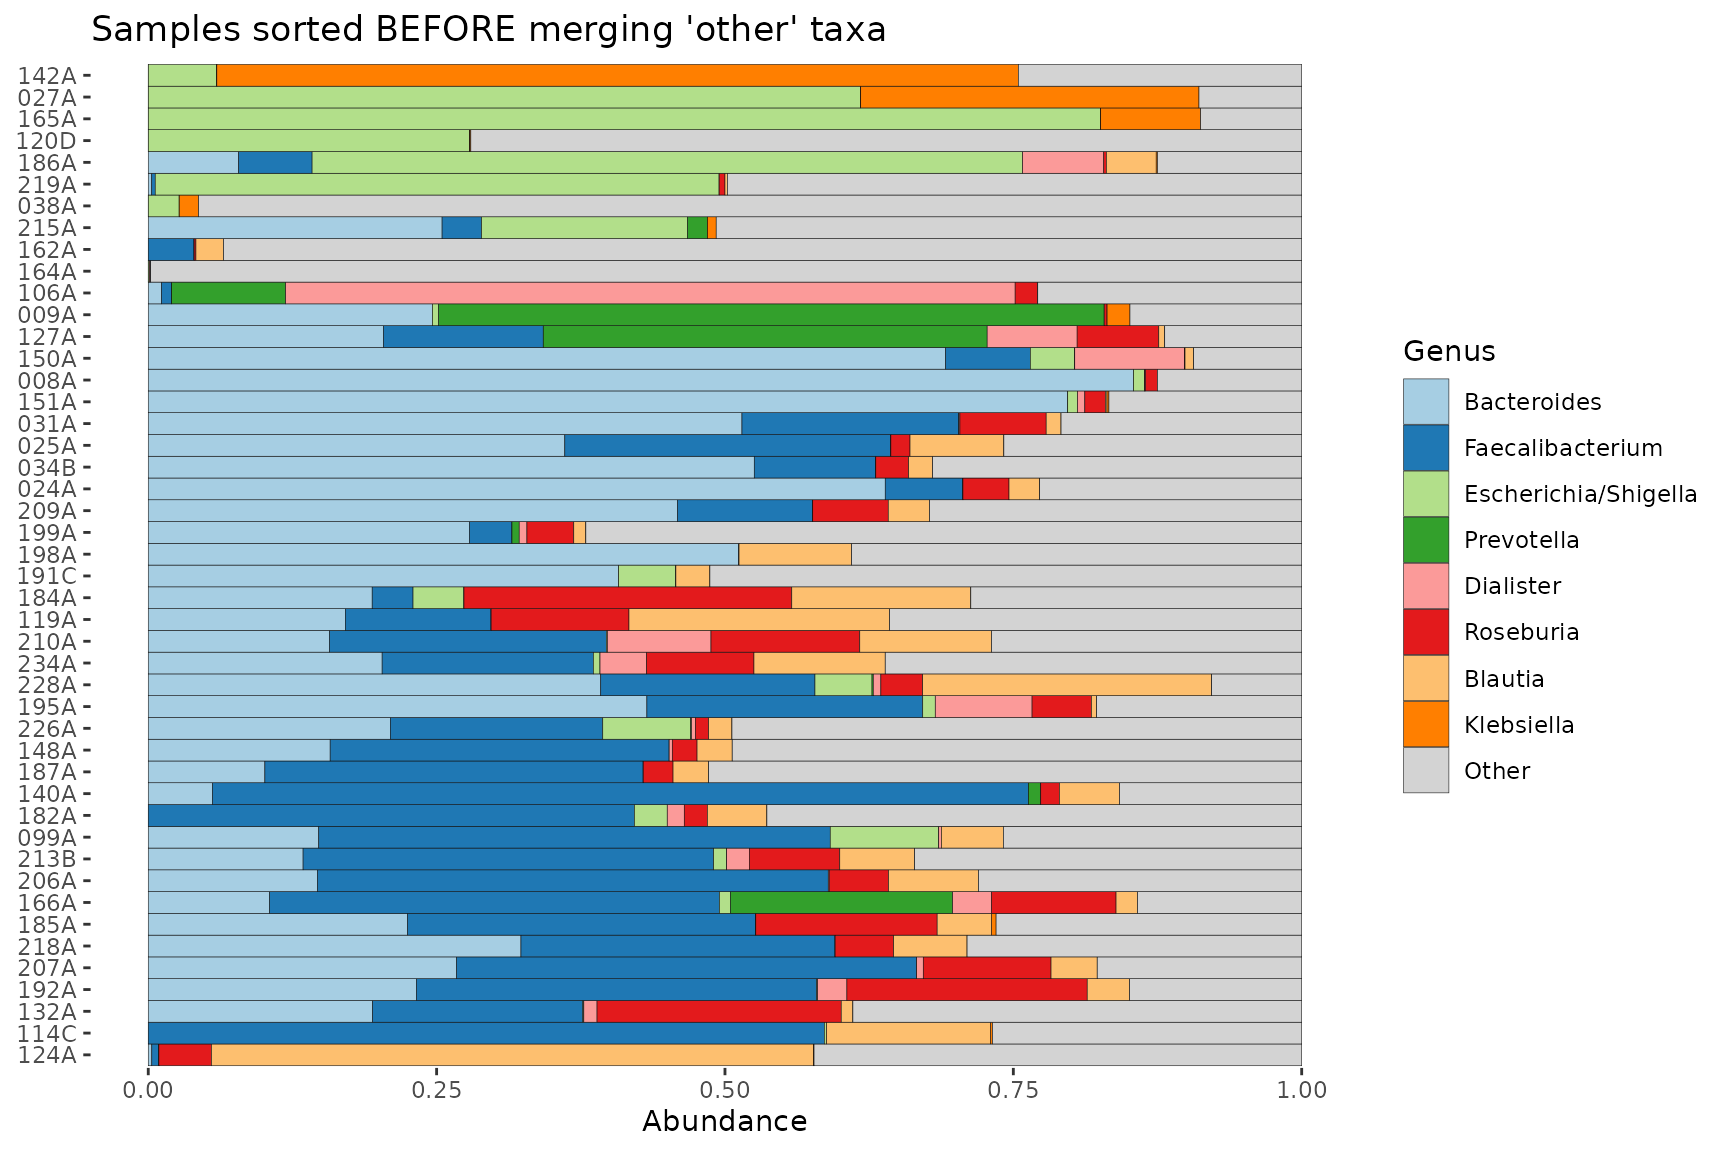 Samples sorted BEFORE merging 'other' taxa
142A
027A
165A
120D
186A
219A
038A
215A
162A
164A
106A
009A
127A
150A
008A
151A
031A
025A
034B
024A
209A
199A
198A
191C
184A
119A
210A
234A
228A
195A
226A
148A
187A
140A
182A
099A
213B
206A
166A
185A
218A
207A
192A
132A
114C
124A
0.00 0.25 0.50 0.75 1.00
Abundance
Genus
Bacteroides
Faecalibacterium
Escherichia/Shigella
Prevotella
Dialister
Roseburia
Blautia
Klebsiella
Other